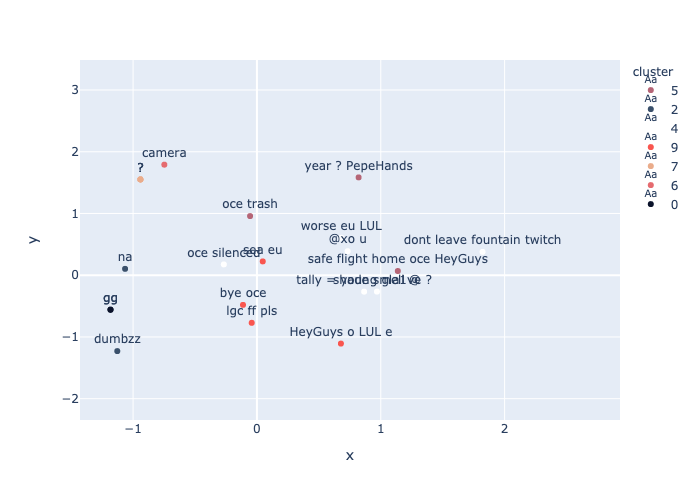 cluster
Aa
5
Aa
2
Aa
4
Aa
9
Aa
7
Aa
6
Aa
0
3
2
1
0
−1
−2
y
camera
?
year ? PepeHands
oce trash
worse eu LUL
@xo u
dont leave fountain twitch
oce silenced
sea eu
safe flight home oce HeyGuys
na
tally =
?
gg
bye oce
lgc ff pls
dumbzz
HeyGuys o LUL e
−1
0
1
2
x